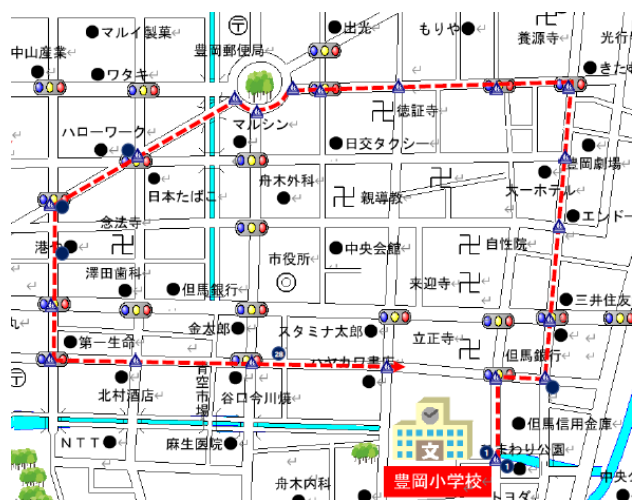 マルイ製菓
出光
もりや
養源寺
光行
中山産業
豊岡郵便局
きたむ
ワタキ
徳証寺
マルシン
ハローワーク
日交タクシー
豊岡劇場
日本たばこ
舟木外科
親導教
大一ホテル
エンドー
念法寺
港や
中央会館
自性院
市役所
澤田歯科
但馬銀行
来迎寺
三井住友
丸
金太郎
スタミナ太郎
立正寺
第一生命
28
ハヤカワ書店
但馬銀行
青空市場
北村酒店
谷口今川焼
但馬信用金庫
NTT
麻生医院
文
1
まわり公園
1
豊岡小学校
中央公
舟木内科
トヨダ